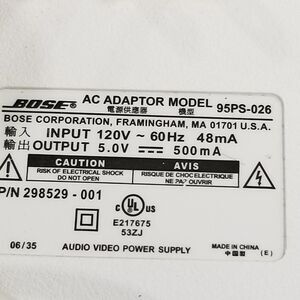 BOSE® AC ADAPTOR MODEL 95PS-026
電源供應器 機型
BOSE CORPORATION, FRAMINGHAM, MA 01701 U.S.A.
輸入 INPUT 120V ~ 60Hz 48mA
輸出 OUTPUT 5.0V 500mA
CAUTION AVIS
RISK OF ELECTRICAL SHOCK RISQUE DE CHOC ELECTRIQUE
DO NOT OPEN NE PAS OUVRIR
P/N 298529 - 001
c UL us
E217675
53ZJ
06/35 AUDIO VIDEO POWER SUPPLY MADE IN CHINA
中国製 (E)